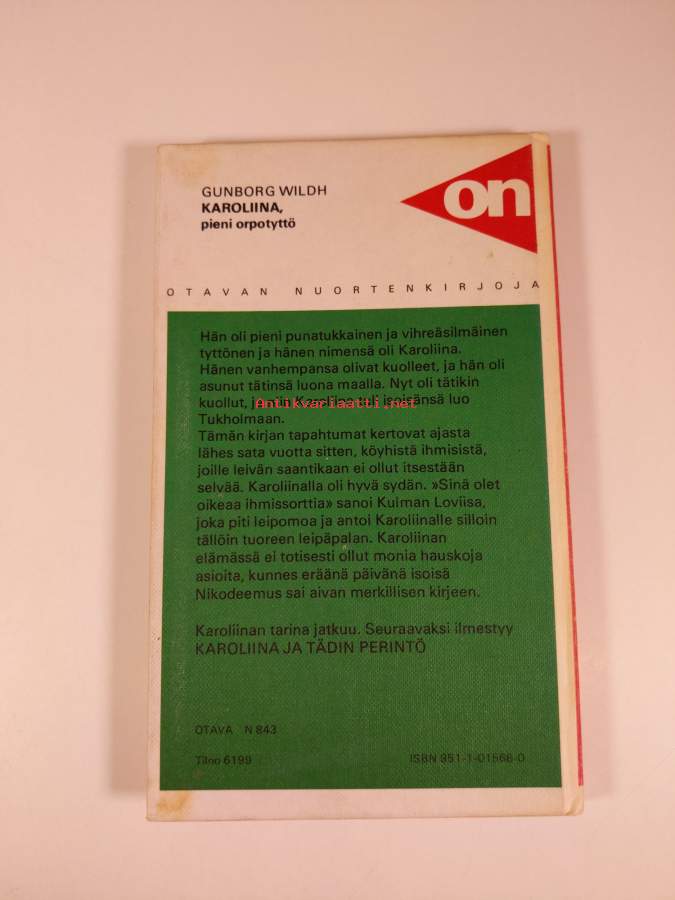 GUNBORG WILDH
KAROLIINA,
pieni orpotyttö
on
OTAVAN NUORTENKIRJOJA
Hän oli pieni punatukkainen ja vihreäsilmäinen
tyttönen ja hänen nimensä oli Karoliina.
Hänen vanhempansa olivat kuolleet, ja hän oli
asunut tätinsä luona maalla. Nyt oli tätikin
kuollut, ja niin Karoliina tuli isoisänsä luo
Antikvariaatti.net
Tukholmaan.
Tämän kirjan tapahtumat kertovat ajasta
lähes sata vuotta sitten, köyhistä ihmisistä,
joille leivän saantikaan ei ollut itsestään
selvää. Karoliinalla oli hyvä sydän. »Sinä olet
oikeaa ihmissorttia» sanoi Kulman Loviisa,
joka piti leipomoa ja antoi Karoliinalle silloin
tällöin tuoreen leipäpalan. Karoliinan
elämässä ei totisesti ollut monia hauskoja
asioita, kunnes eräänä päivänä isoisä
Nikodeemus sai aivan merkillisen kirjeen.
Karoliinan tarina jatkuu. Seuraavaksi ilmestyy
KAROLIINA JA TÄDIN PERINTÖ
OTAVA N 843
Tilno 6199
ISBN 951-1-01566-0